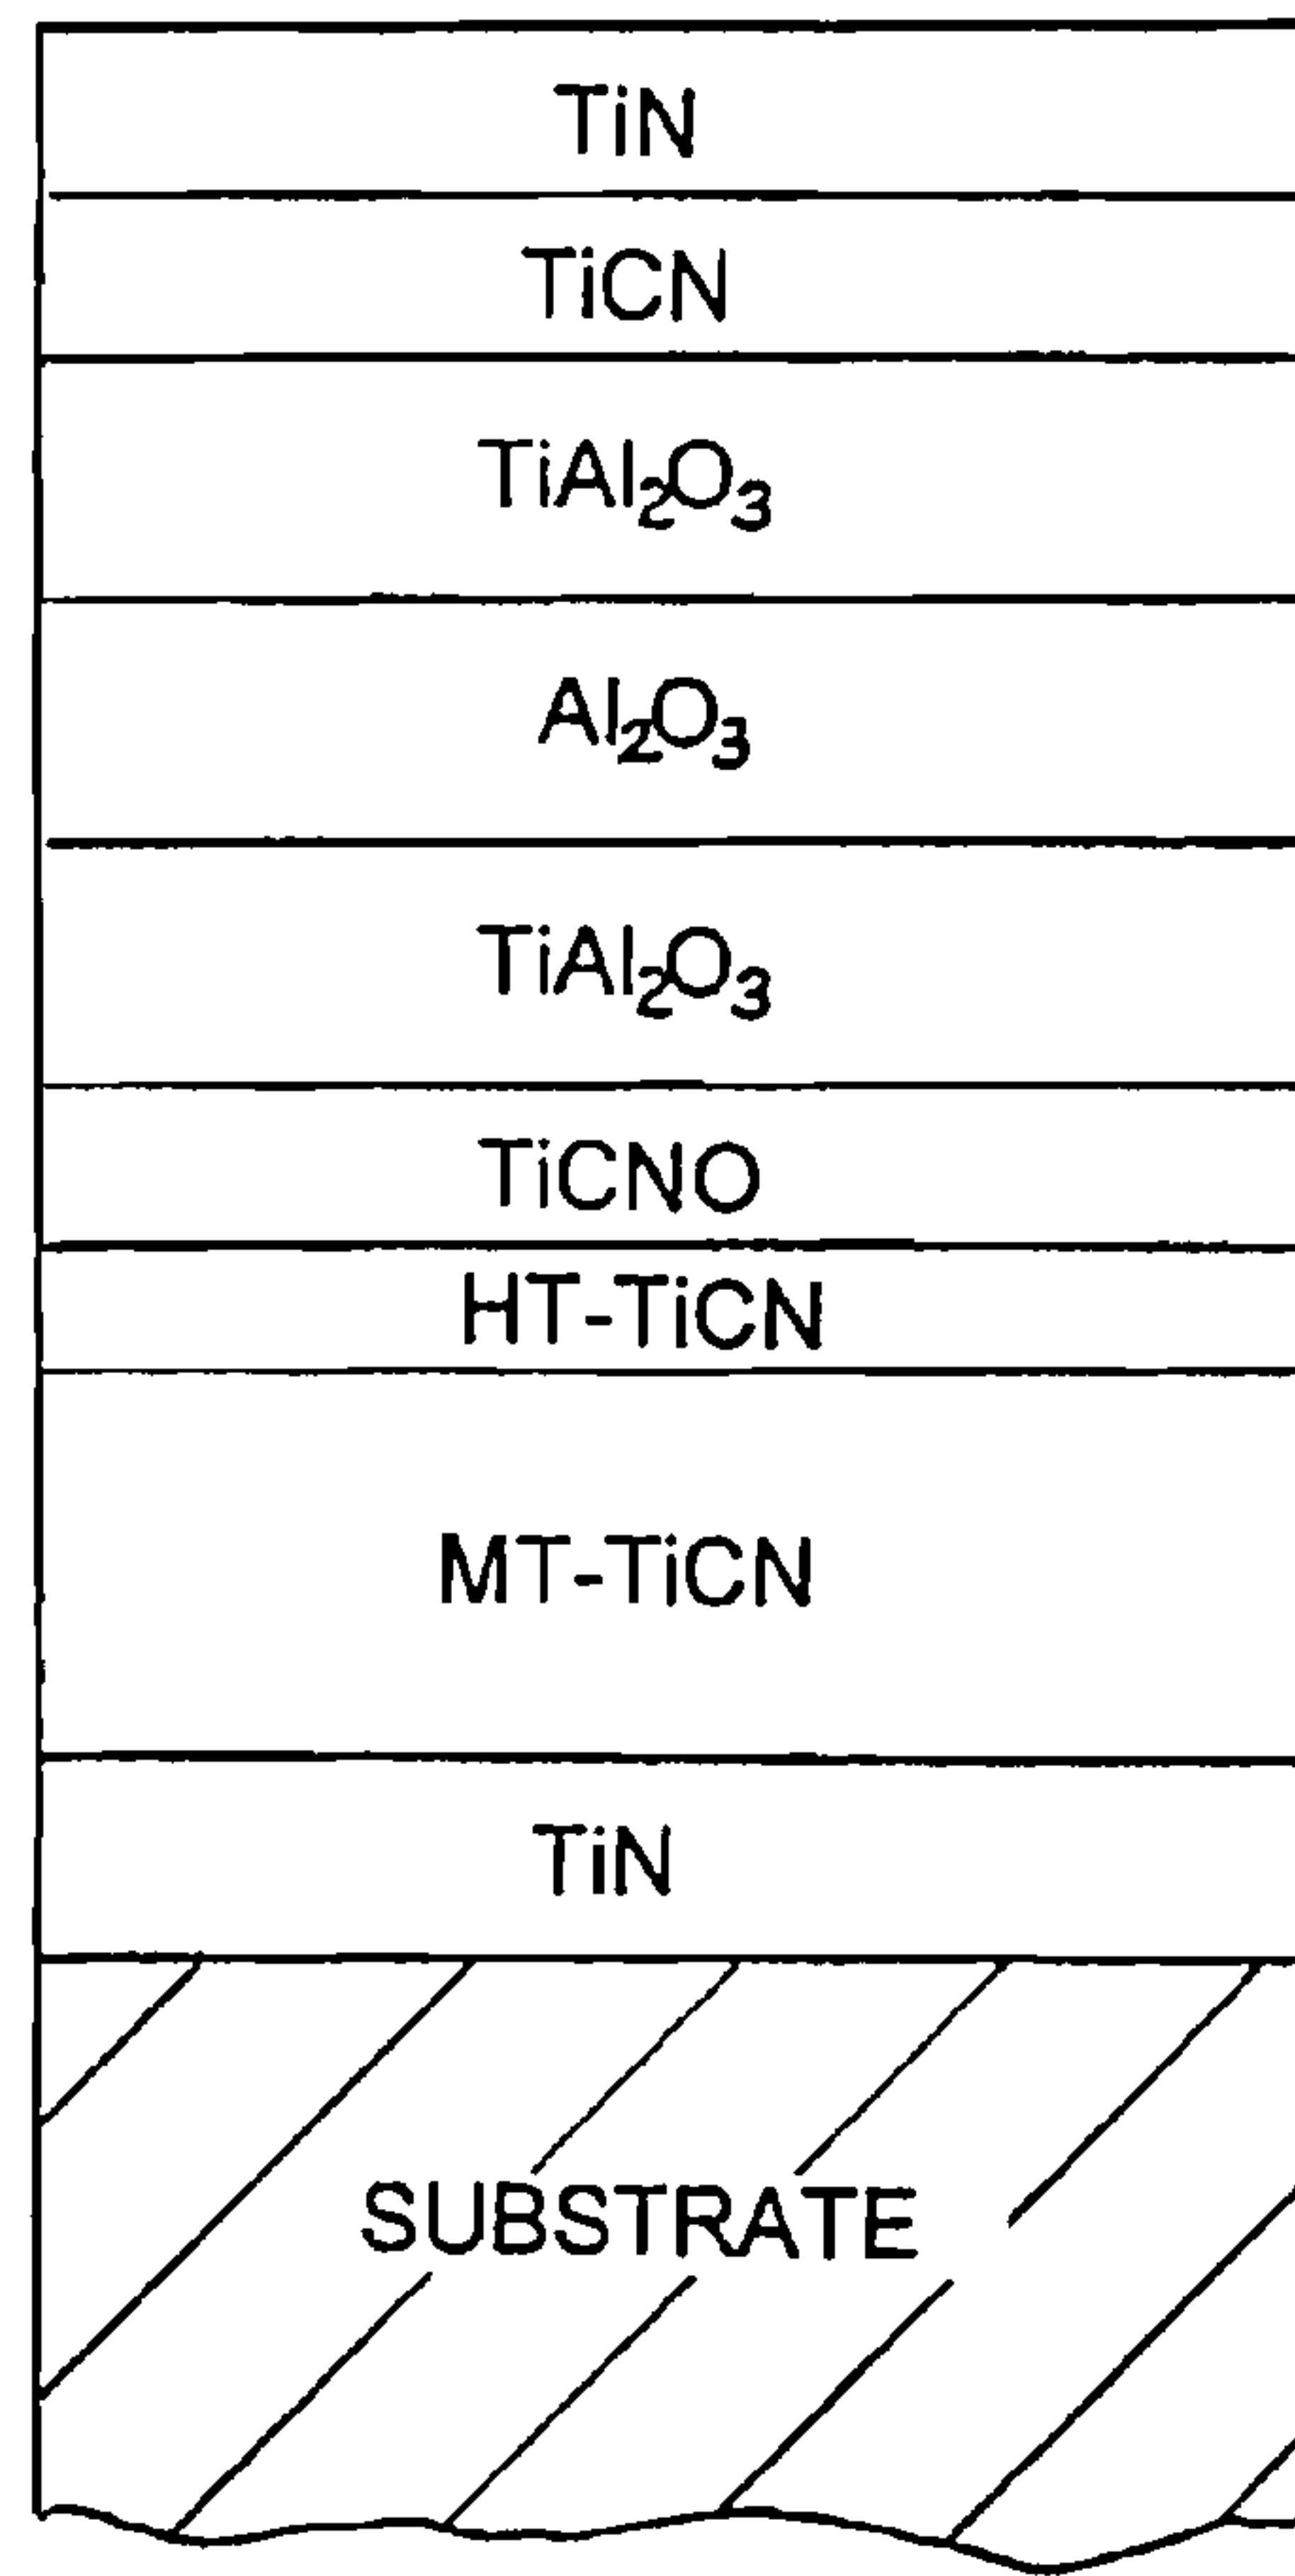 TiN
TiCN
TiAl₂O₃
Al₂O₃
TiAl₂O₃
TiCNO
HT-TiCN
MT-TiCN
TiN
SUBSTRATE